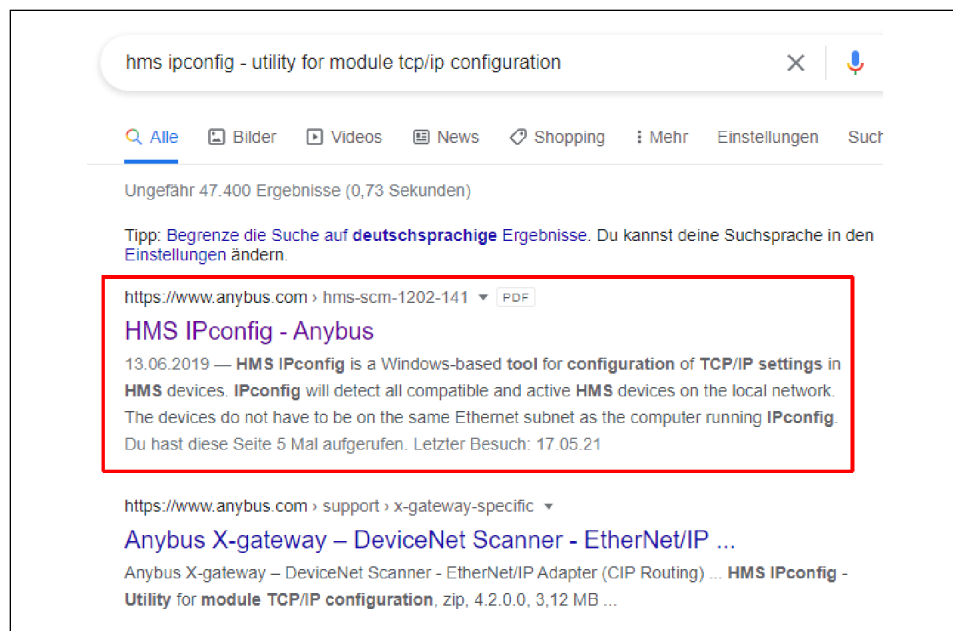 hms ipconfig - utility for module tcp/ip configuration
Alle Bilder Videos News Shopping Mehr Einstellungen Such
Ungefähr 47.400 Ergebnisse (0,73 Sekunden)
Tipp: Begrenze die Suche auf deutschsprachige Ergebnisse. Du kannst deine Suchsprache in den
Einstellungen ändern.
https://www.anybus.com › hms-scm-1202-141 PDF
HMS IPconfig - Anybus
13.06.2019 — HMS IPconfig is a Windows-based tool for configuration of TCP/IP settings in
HMS devices. IPconfig will detect all compatible and active HMS devices on the local network.
The devices do not have to be on the same Ethernet subnet as the computer running IPconfig.
Du hast diese Seite 5 Mal aufgerufen. Letzter Besuch: 17.05.21
https://www.anybus.com › support › x-gateway-specific
Anybus X-gateway – DeviceNet Scanner - EtherNet/IP ...
Anybus X-gateway – DeviceNet Scanner - EtherNet/IP Adapter (CIP Routing) ... HMS IPconfig -
Utility for module TCP/IP configuration, zip, 4.2.0.0, 3,12 MB ...